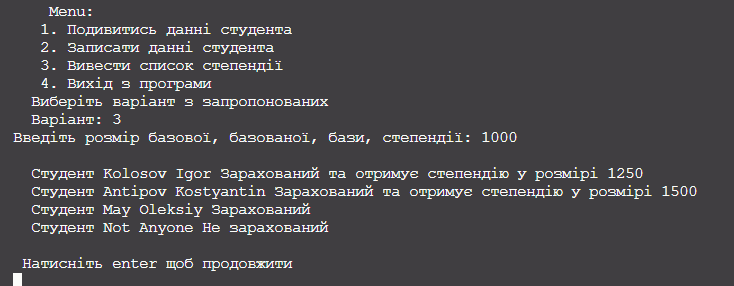 Menu:
1. Подивитись данні студента
2. Записати данні студента
3. Вивести список степендії
4. Вихід з програми
Виберіть варіант з запропонованих
Варіант: 3
Введіть розмір базової, базованої, бази, степендії: 1000
Студент Kolosov Igor Зарахований та отримує степендію у розмірі 1250
Студент Antipov Kostyantin Зарахований та отримує степендію у розмірі 1500
Студент May Oleksiy Зарахований
Студент Not Anyone Не зарахований
Натисніть enter щоб продовжити